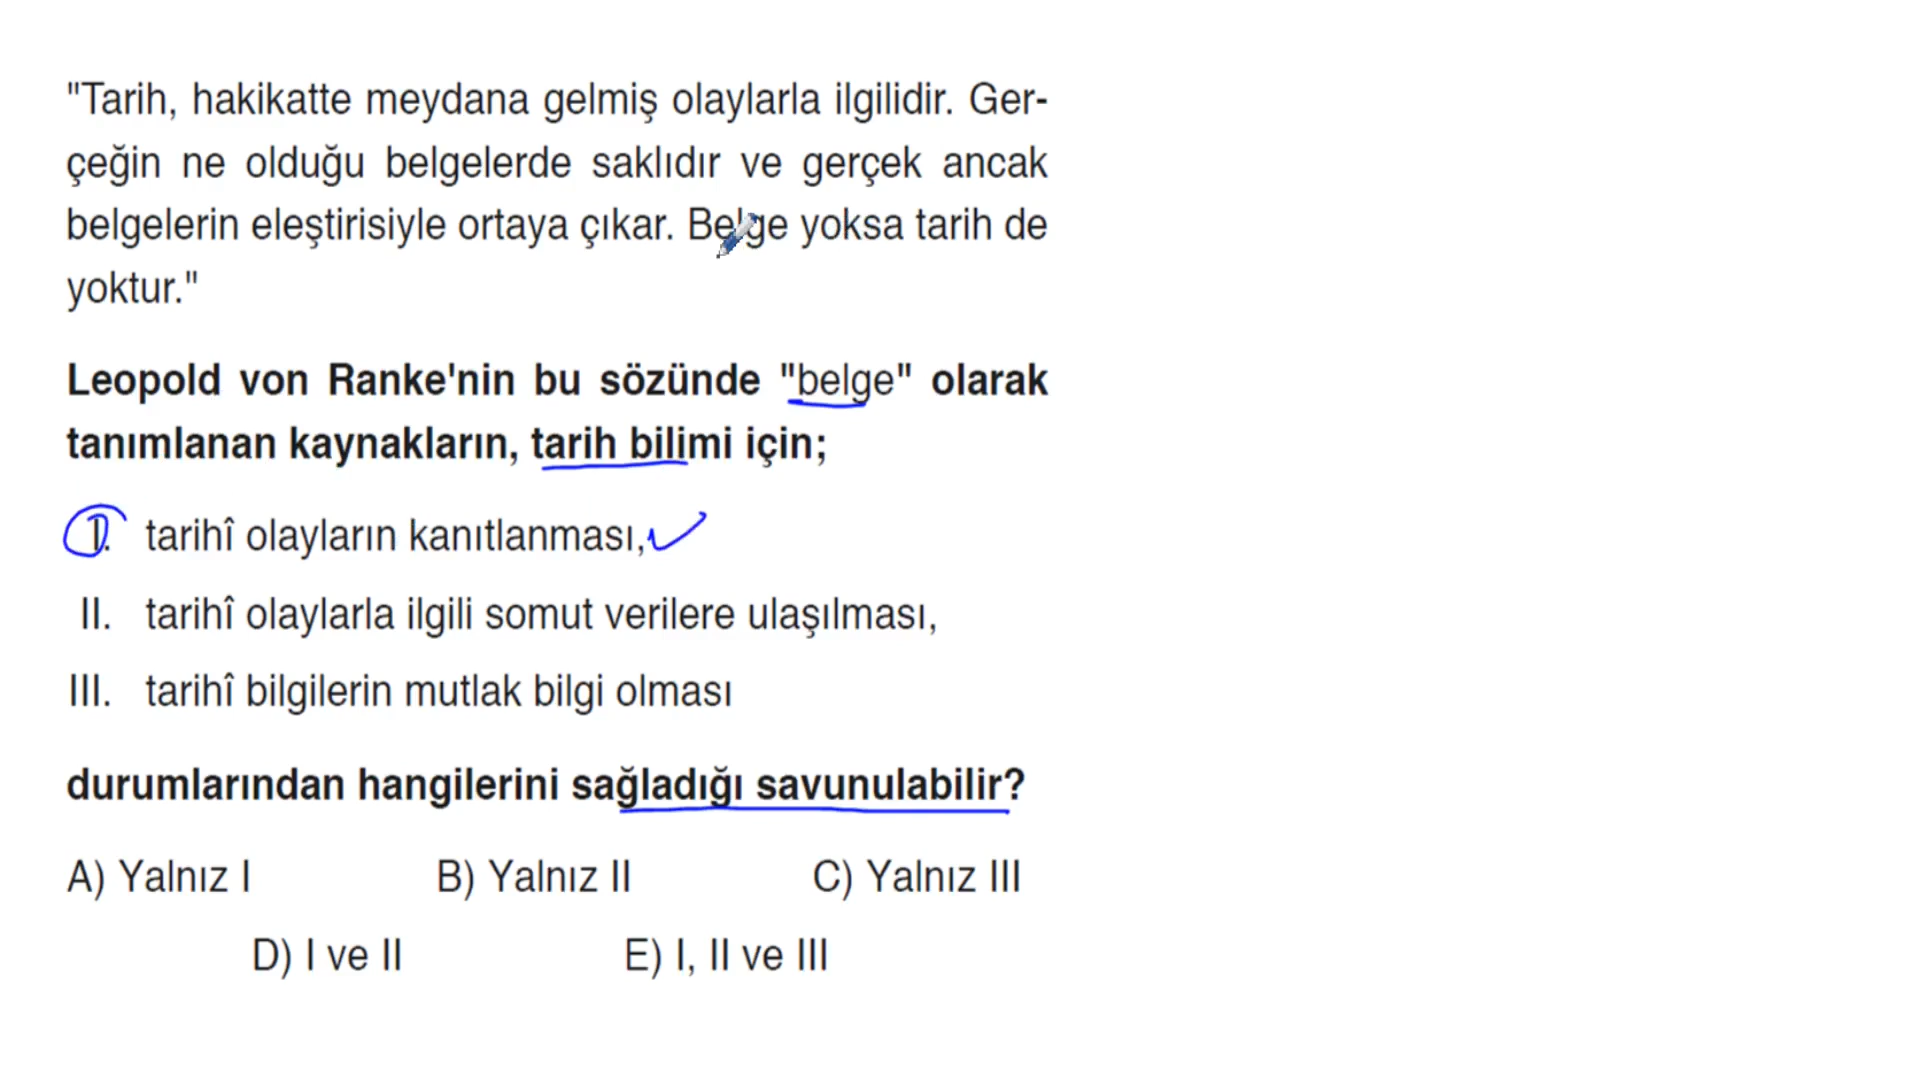 "Tarih, hakikatte meydana gelmiş olaylarla ilgilidir. Ger-
çeğin ne olduğu belgelerde saklıdır ve gerçek ancak
belgelerin eleştirisiyle ortaya çıkar. Belge yoksa tarih de
yoktur."
Leopold von Ranke'nin bu sözünde "belge" olarak
tanımlanan kaynakların, tarih bilimi için;
I. tarihî olayların kanıtlanması,
II. tarihî olaylarla ilgili somut verilere ulaşılması,
III. tarihî bilgilerin mutlak bilgi olması
durumlarından hangilerini sağladığı savunulabilir?
A) Yalnız I B) Yalnız II C) Yalnız III
D) I ve II E) I, II ve III